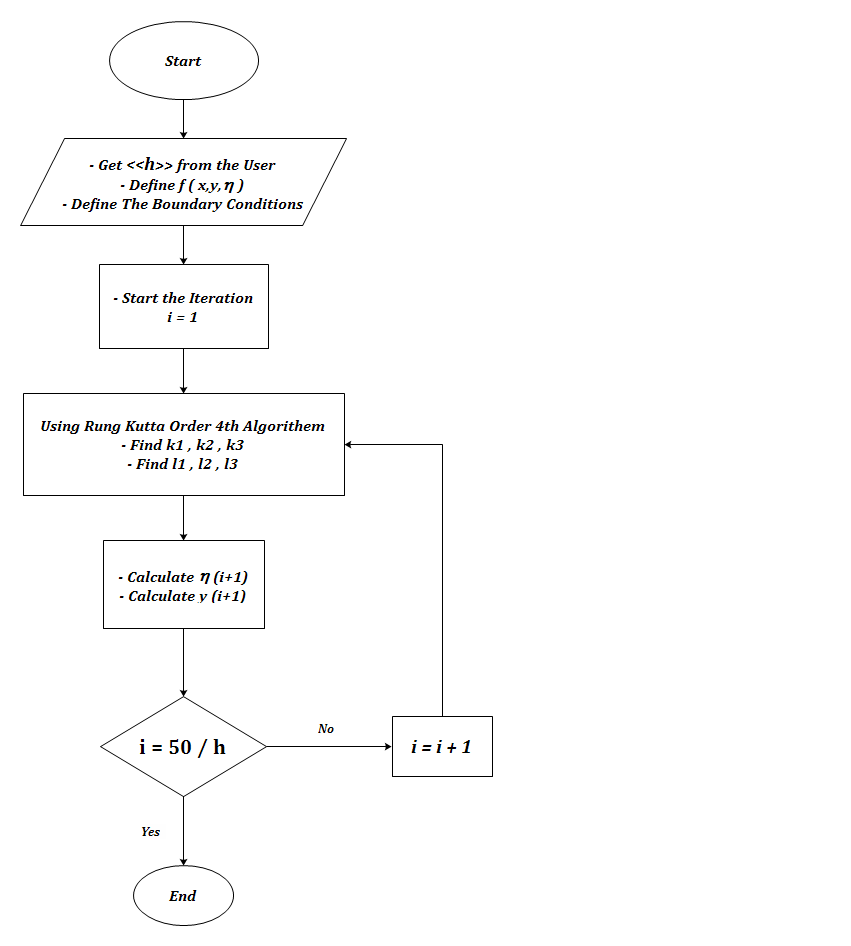 Start
- Get <<h>> from the User
- Define f ( x,y, η )
- Define The Boundary Conditions
- Start the Iteration
i = 1
Using Rung Kutta Order 4th Algorithem
- Find k1 , k2 , k3
- Find l1 , l2 , l3
- Calculate η (i+1)
- Calculate y (i+1)
i = 50 / h
No
i = i + 1
Yes
End